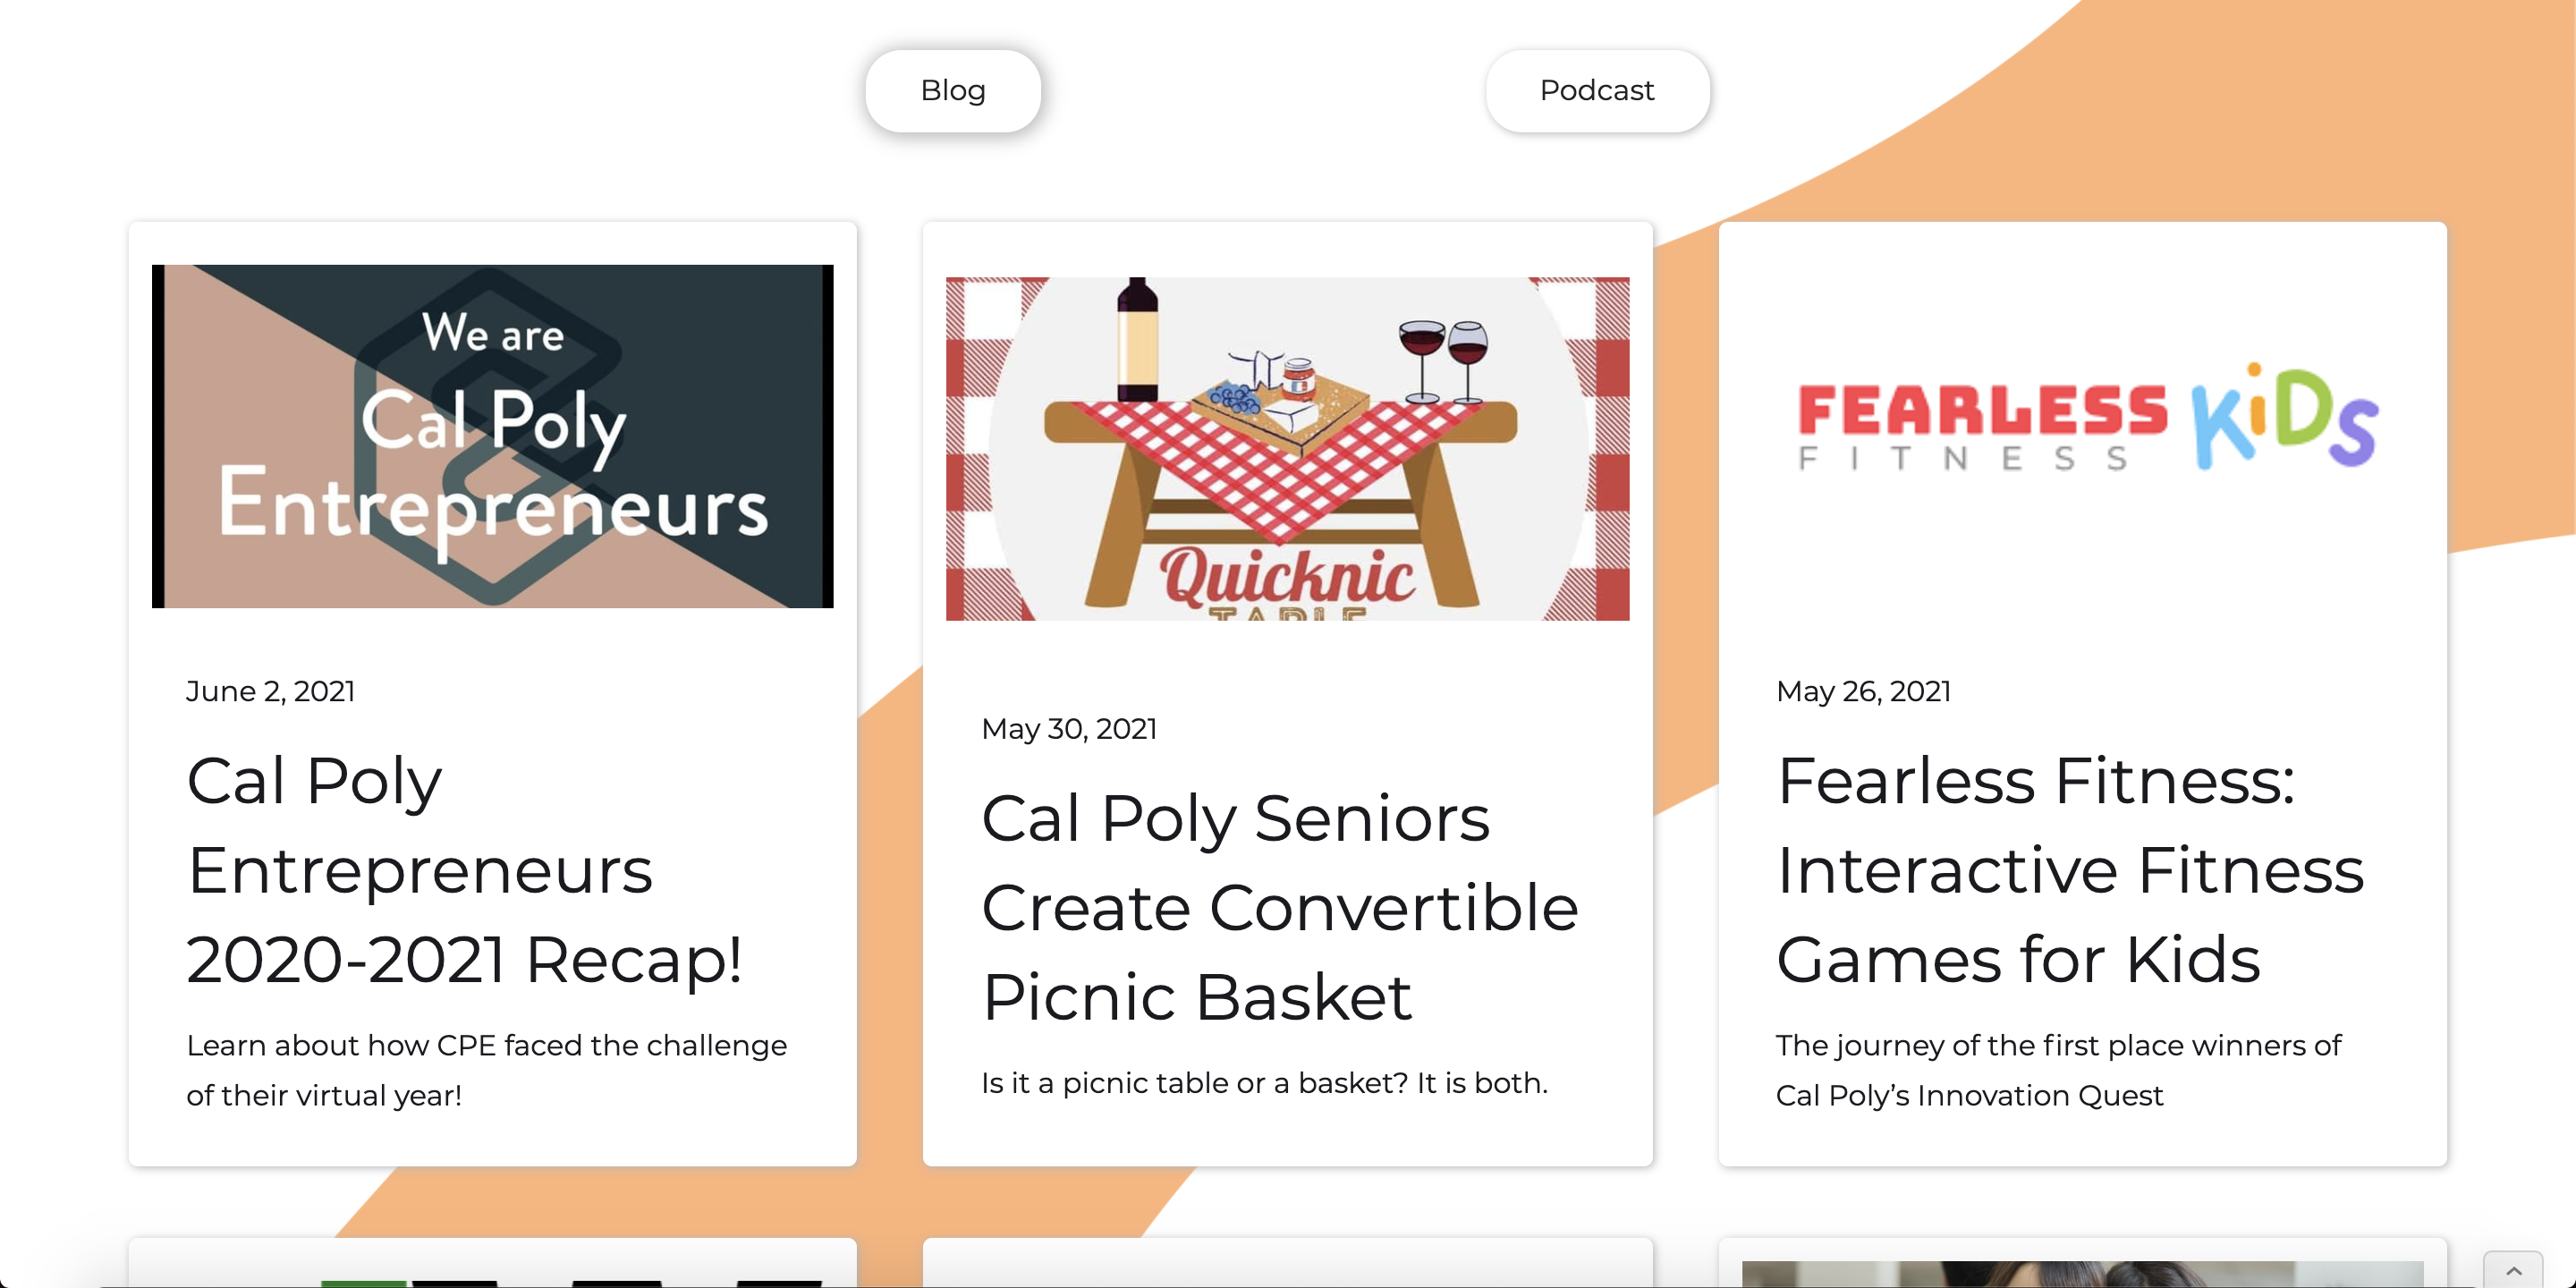 Blog
Podcast
We are
Cal Poly
Entrepreneurs
June 2, 2021
Cal Poly
Entrepreneurs
2020-2021 Recap!
Learn about how CPE faced the challenge
of their virtual year!
Quicknic
TABLE
May 30, 2021
Cal Poly Seniors
Create Convertible
Picnic Basket
Is it a picnic table or a basket? It is both.
FEARLESS KiDs
FITNESS
May 26, 2021
Fearless Fitness:
Interactive Fitness
Games for Kids
The journey of the first place winners of
Cal Poly’s Innovation Quest